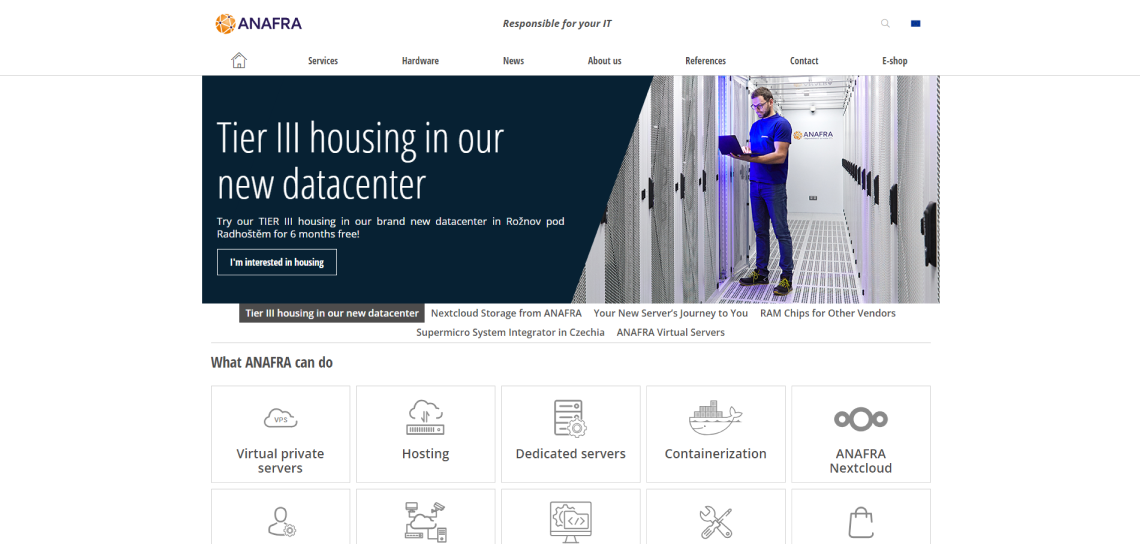 ANAFRA
Responsible for your IT
Services
Hardware
News
About us
References
Contact
E-shop
Tier III housing in our
new datacenter
Try our TIER III housing in our brand new datacenter in Rožnov pod
Radhoštěm for 6 months free!
I'm interested in housing
ANAFRA
Tier III housing in our new datacenter
Nextcloud Storage from ANAFRA
Your New Server's Journey to You
RAM Chips for Other Vendors
Supermicro System Integrator in Czechia
ANAFRA Virtual Servers
What ANAFRA can do
VPS
Virtual private
servers
Hosting
Dedicated servers
Containerization
ANAFRA
Nextcloud